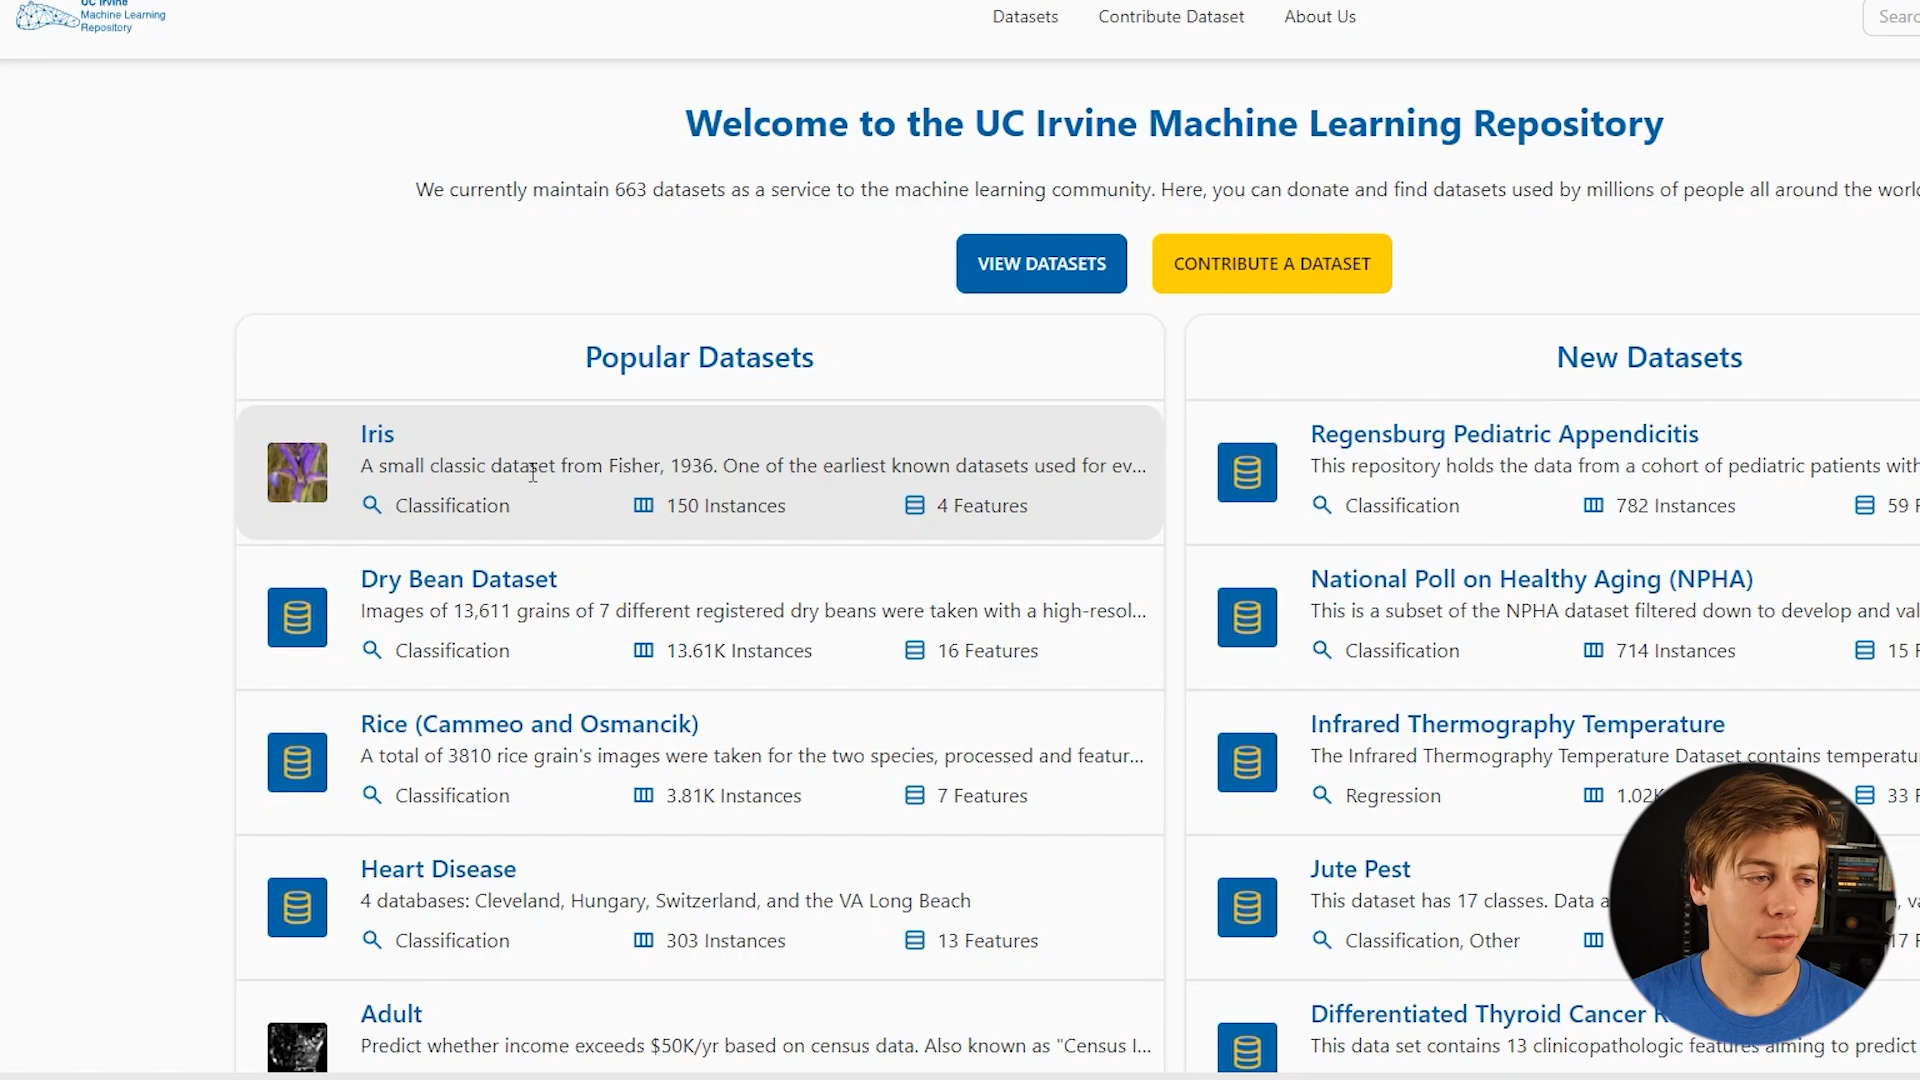 UC Irvine
Machine Learning
Repository
Datasets
Contribute Dataset
About Us
Welcome to the UC Irvine Machine Learning Repository
We currently maintain 663 datasets as a service to the machine learning community. Here, you can donate and find datasets used by millions of people all around the
VIEW DATASETS
CONTRIBUTE A DATASET
Popular Datasets
Iris
A small classic dataset from Fisher, 1936. One of the earliest known datasets used for ev...
Classification
150 Instances
4 Features
Dry Bean Dataset
Images of 13,611 grains of 7 different registered dry beans were taken with a high-resol...
Classification
13.61K Instances
16 Features
Rice (Cammeo and Osmancik)
A total of 3810 rice grain's images were taken for the two species, processed and featur...
Classification
3.81K Instances
7 Features
Heart Disease
4 databases: Cleveland, Hungary, Switzerland, and the VA Long Beach
Classification
303 Instances
13 Features
Adult
Predict whether income exceeds $50K/yr based on census data. Also known as "Census I...
New Datasets
Regensburg Pediatric Appendicitis
This repository holds the data from a cohort of pediatric patients with
Classification
782 Instances
59
National Poll on Healthy Aging (NPHA)
This is a subset of the NPHA dataset filtered down to develop and
Classification
714 Instances
15
Infrared Thermography Temperature
The Infrared Thermography Temperature Dataset contains
Regression
1.02K
33
Jute Pest
This dataset has 17 classes. Data
Classification, Other
Differentiated Thyroid Cancer
This data set contains 13 clinicopathologic features aiming to predict